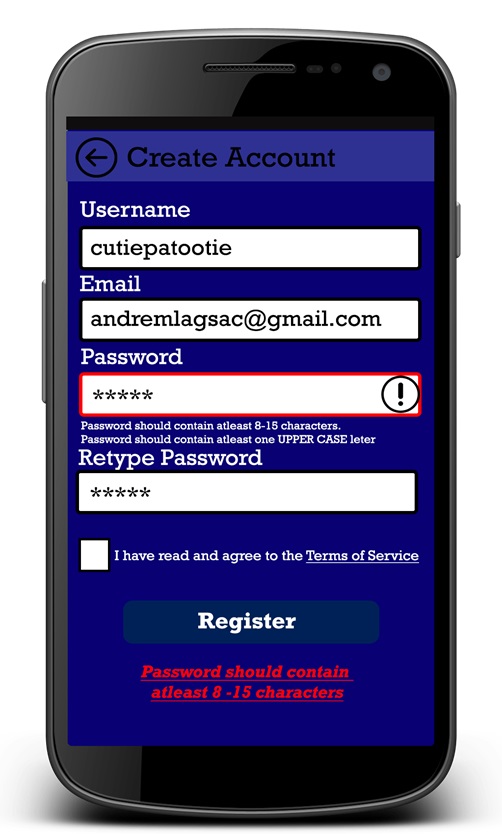 Create Account
Username
cutiepatootie
Email
andremlagsac@gmail.com
Password
*****
Password should contain atleast 8-15 characters.
Password should contain atleast one UPPER CASE leter
Retype Password
*****
I have read and agree to the Terms of Service
Register
Password should contain
atleast 8 -15 characters